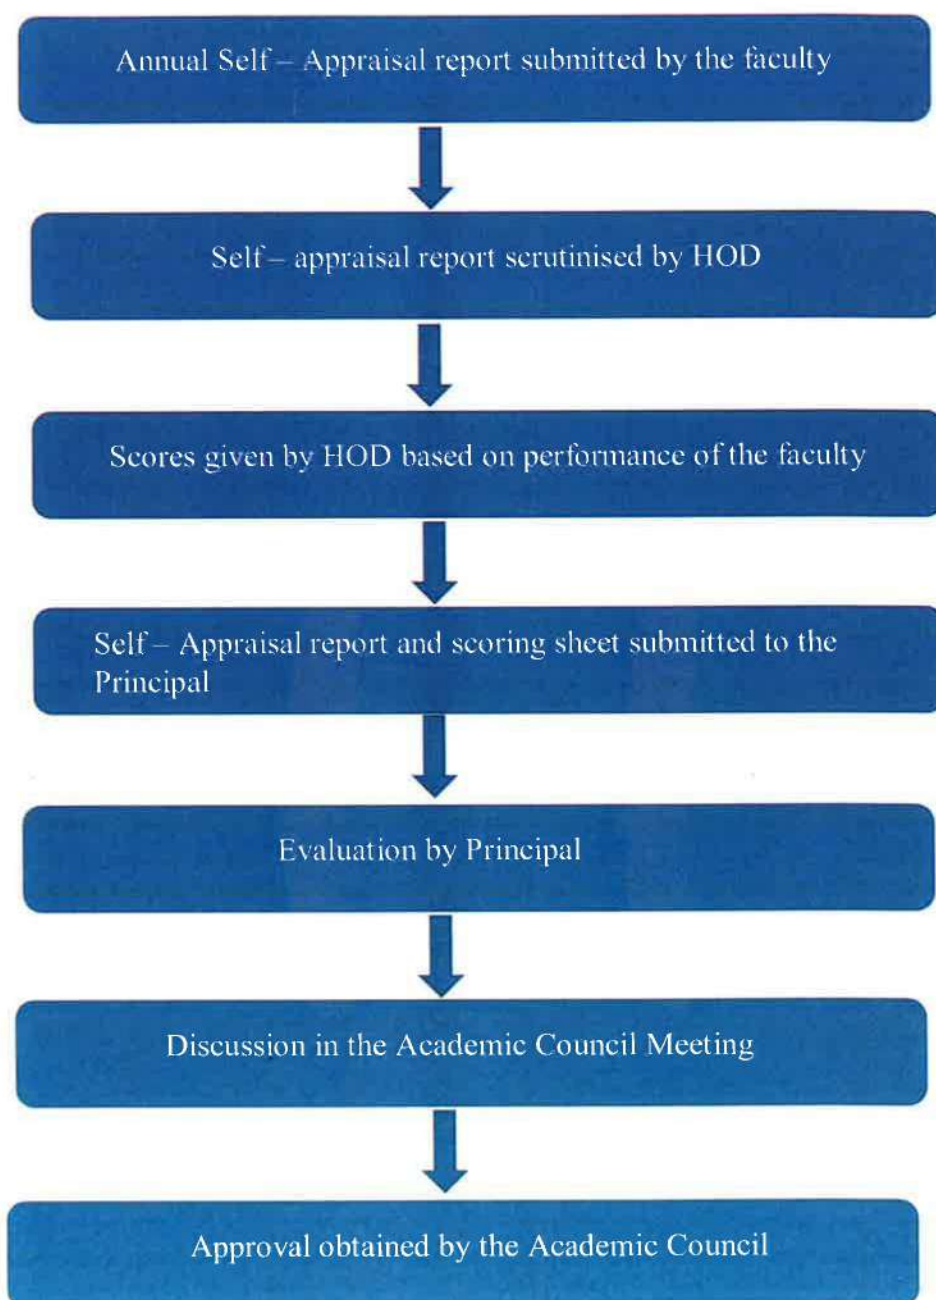 Annual Self – Appraisal report submitted by the faculty
Self – appraisal report scrutinised by HOD
Scores given by HOD based on performance of the faculty
Self – Appraisal report and scoring sheet submitted to the
Principal
Evaluation by Principal
Discussion in the Academic Council Meeting
Approval obtained by the Academic Council